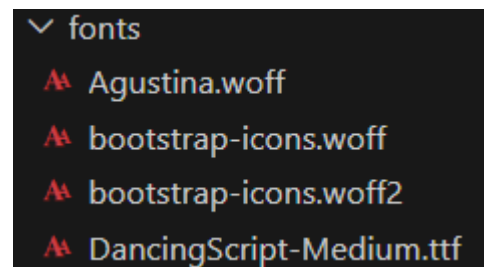 fonts
Agustina.woff
bootstrap-icons.woff
bootstrap-icons.woff2
DancingScript-Medium.ttf